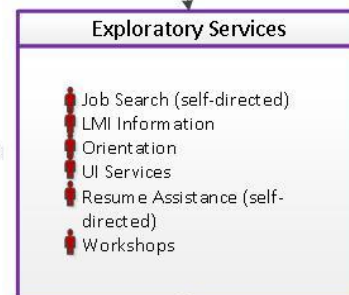 Exploratory Services
Job Search (self-directed)
LMI Information
Orientation
UI Services
Resume Assistance (self-
directed)
Workshops